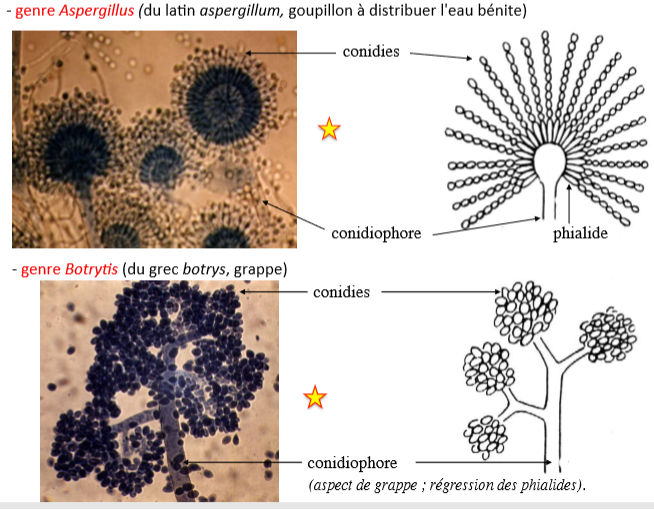 - genre Aspergillus (du latin aspergillum, goupillon à distribuer l'eau bénite)
conidies
conidiophore
phialide
- genre Botrytis (du grec botrys, grappe)
conidies
conidiophore
(aspect de grappe ; régression des phialides).